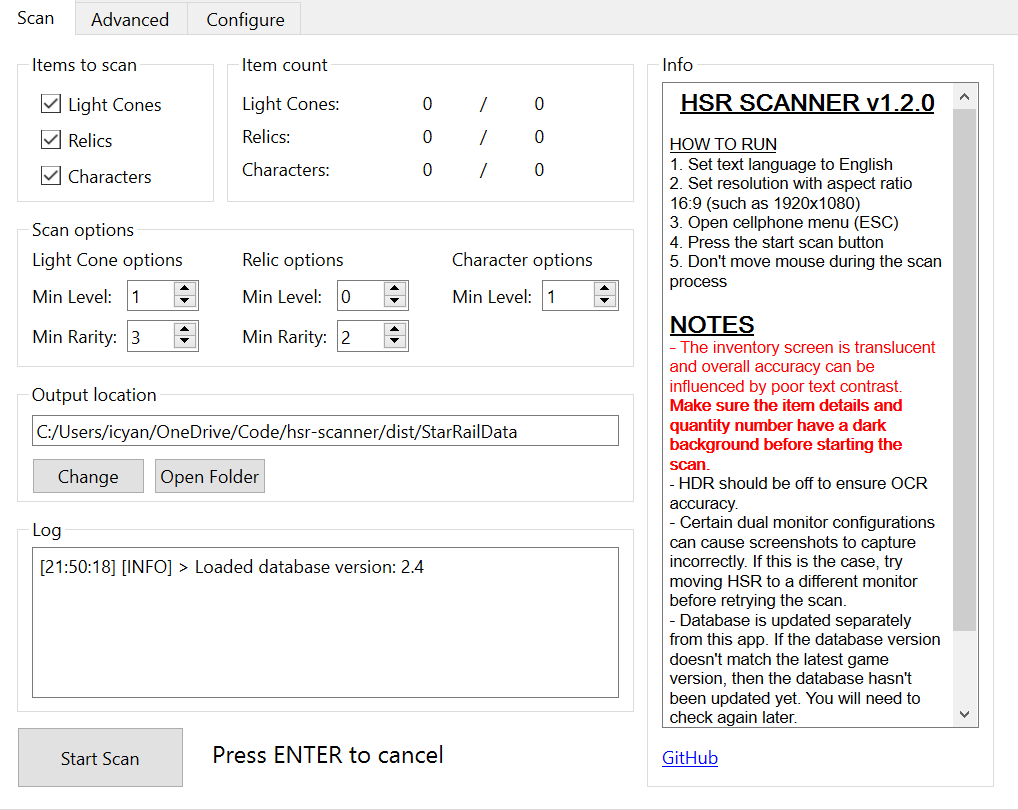 Scan Advanced Configure
Items to scan
Light Cones
Relics
Characters
Item count
Light Cones: 0 / 0
Relics: 0 / 0
Characters: 0 / 0
Scan options
Light Cone options
Min Level: 1
Min Rarity: 3
Relic options
Min Level: 0
Min Rarity: 2
Character options
Min Level: 1
Output location
C:/Users/icyan/OneDrive/Code/hsr-scanner/dist/StarRailData
Change Open Folder
Log
[21:50:18] [INFO] > Loaded database version: 2.4
Start Scan Press ENTER to cancel
Info
HSR SCANNER v1.2.0
HOW TO RUN
1. Set text language to English
2. Set resolution with aspect ratio
16:9 (such as 1920x1080)
3. Open cellphone menu (ESC)
4. Press the start scan button
5. Don't move mouse during the scan
process
NOTES
- The inventory screen is translucent
and overall accuracy can be
influenced by poor text contrast.
Make sure the item details and
quantity number have a dark
background before starting the
scan.
- HDR should be off to ensure OCR
accuracy.
- Certain dual monitor configurations
can cause screenshots to capture
incorrectly. If this is the case, try
moving HSR to a different monitor
before retrying the scan.
- Database is updated separately
from this app. If the database version
doesn't match the latest game
version, then the database hasn't
been updated yet. You will need to
check again later.
GitHub